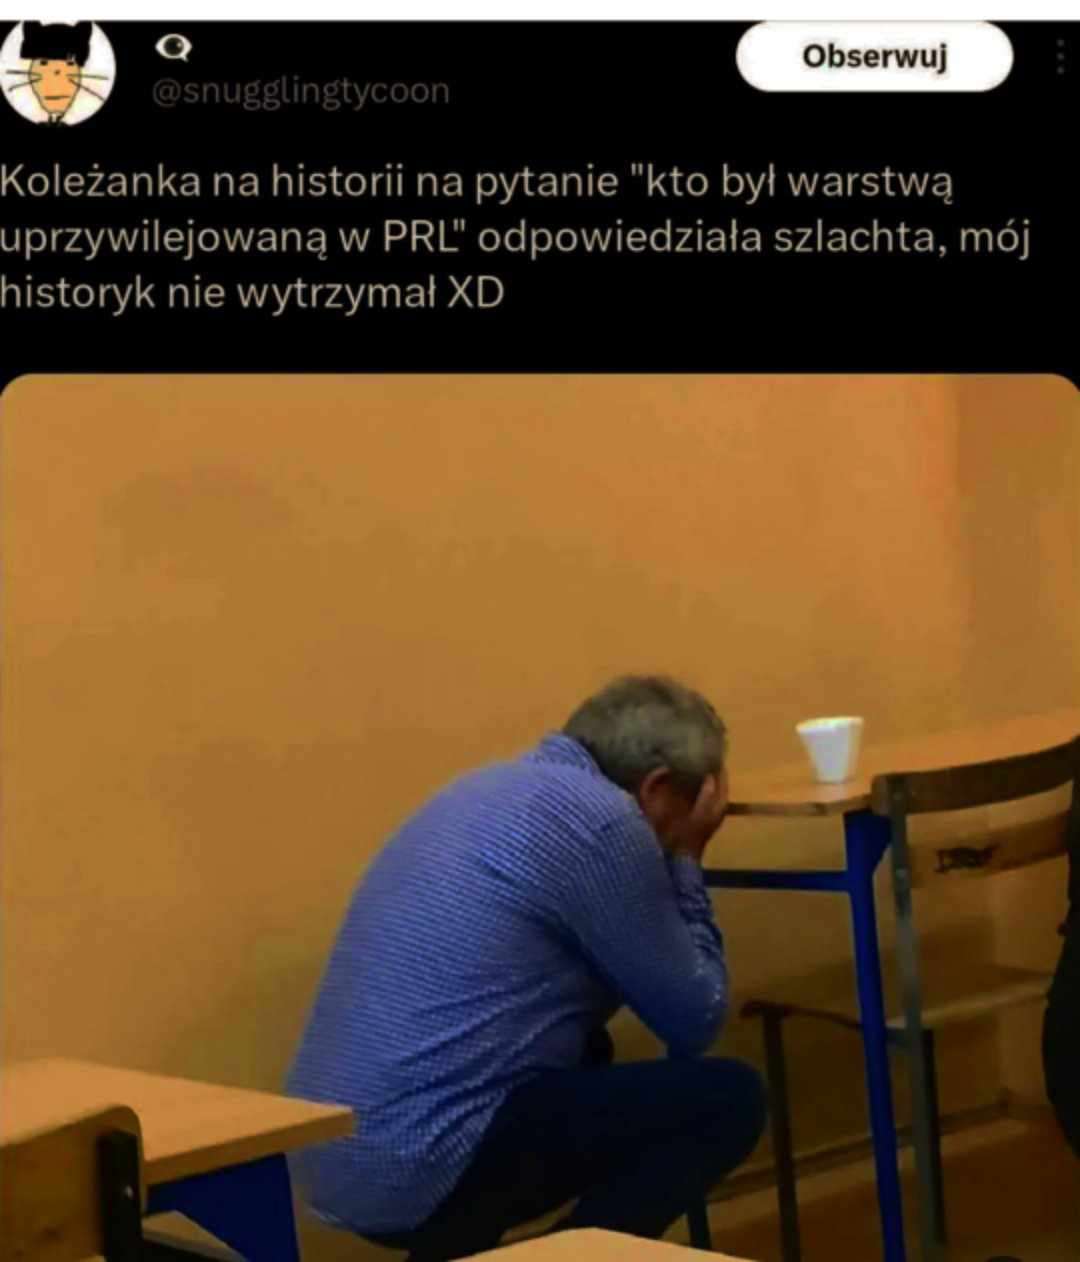 Obserwuj
@snugglingtycoon
Koleżanka na historii na pytanie "kto był warstwą
uprzywilejowaną w PRL" odpowiedziała szlachta, mój
historyk nie wytrzymał XD